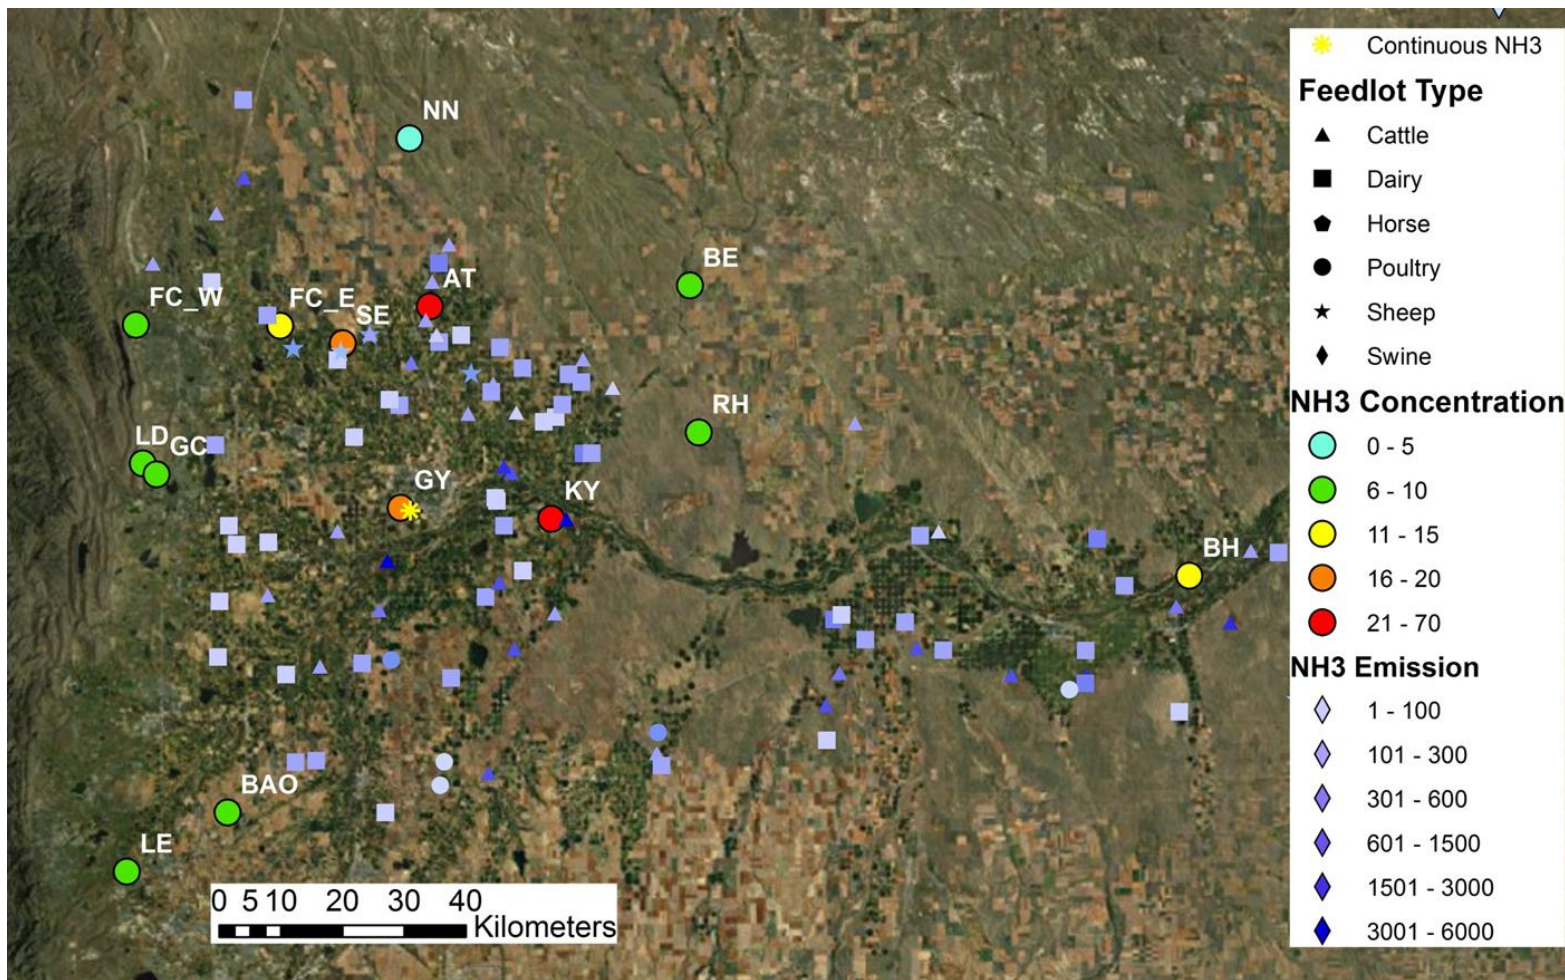 NN
BE
AT
FC_W
FC_E
SE
RH
LD
GC
GY
KY
BH
BAO
LE
0 5 10 20 30 40
Kilometers
Continuous NH3
Feedlot Type
Cattle
Dairy
Horse
Poultry
Sheep
Swine
NH3 Concentration
0 - 5
6 - 10
11 - 15
16 - 20
21 - 70
NH3 Emission
1 - 100
101 - 300
301 - 600
601 - 1500
1501 - 3000
3001 - 6000